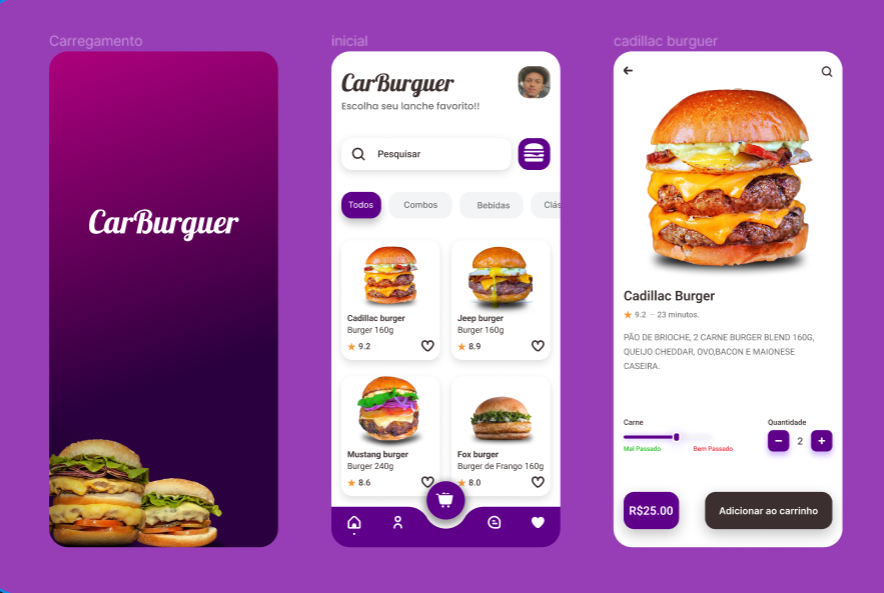 Carregamento
CarBurguer
inicial
CarBurguer
Escolha seu lanche favorito!!
Pesquisar
Todos
Combos
Bebidas
Clás
Cadillac burger
Burger 160g
9.2
Jeep burger
Burger 160g
8.9
Mustang burger
Burger 240g
8.6
Fox burger
Burger de Frango 160g
8.0
cadillac burguer
Cadillac Burger
9.2 – 23 minutos.
PÃO DE BRIOCHE, 2 CARNE BURGER BLEND 160G,
QUEIJO CHEDDAR, OVO,BACON E MAIONESE
CASEIRA.
Carne
Mal Passado
Bem Passado
Quantidade
− 2 +
R$25.00
Adicionar ao carrinho